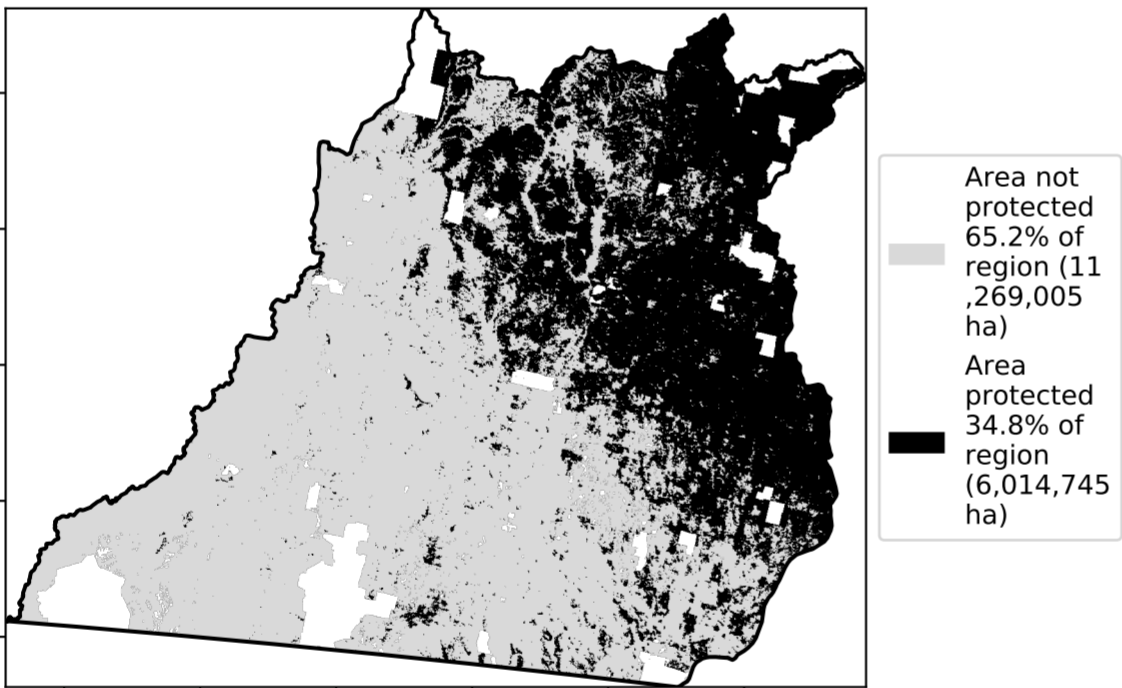 Area not
protected
65.2% of
region (11
,269,005
ha)
Area
protected
34.8% of
region
(6,014,745
ha)